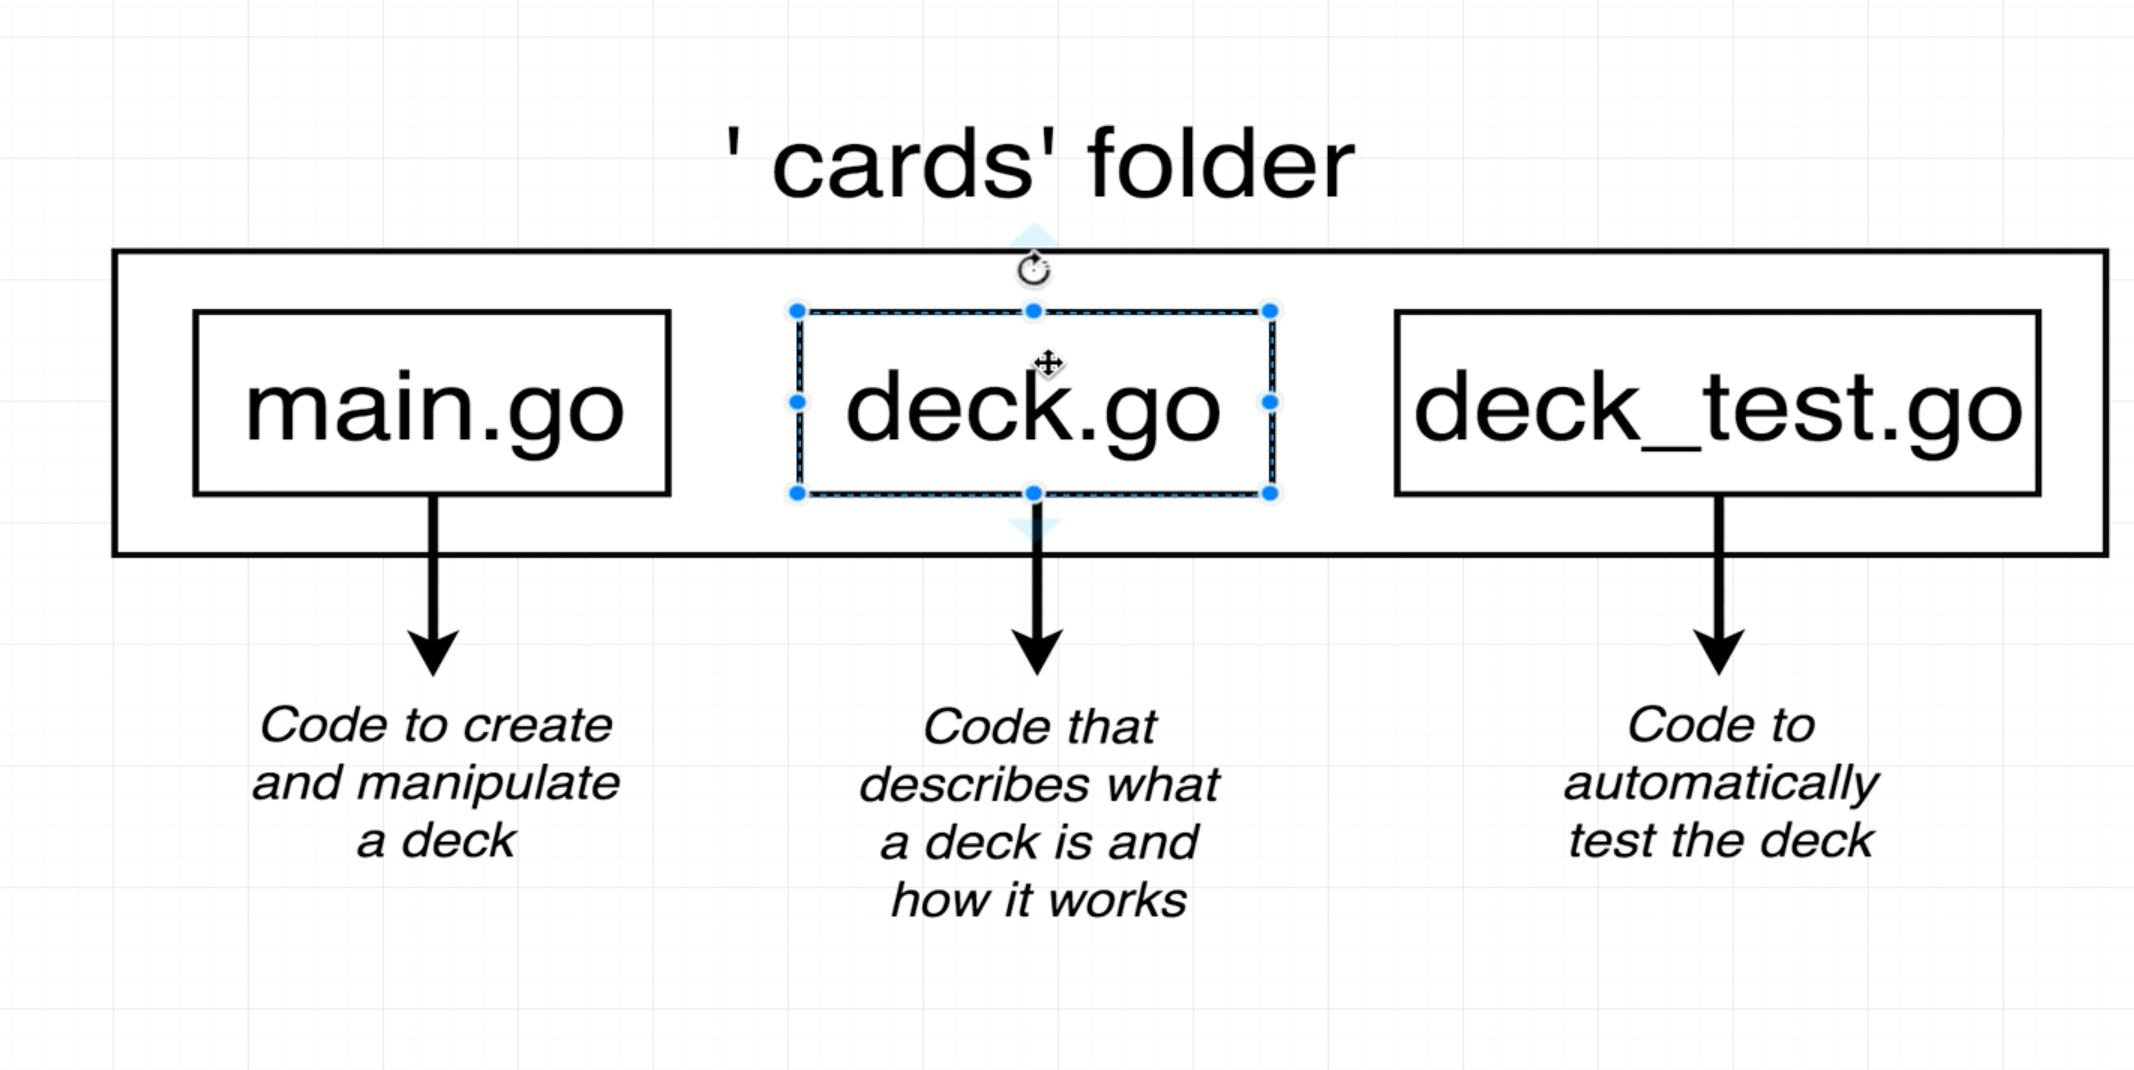 ' cards' folder
main.go
deck.go
deck_test.go
Code to create
and manipulate
a deck
Code that
describes what
a deck is and
how it works
Code to
automatically
test the deck